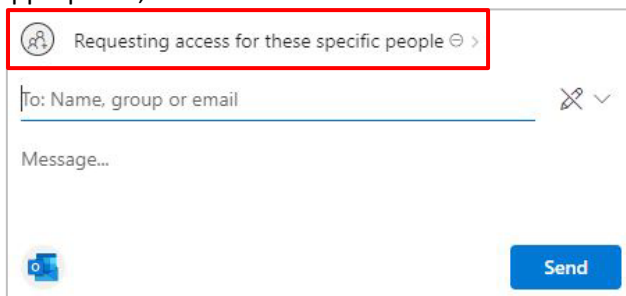 Requesting access for these specific people
To: Name, group or email
Message...
Send